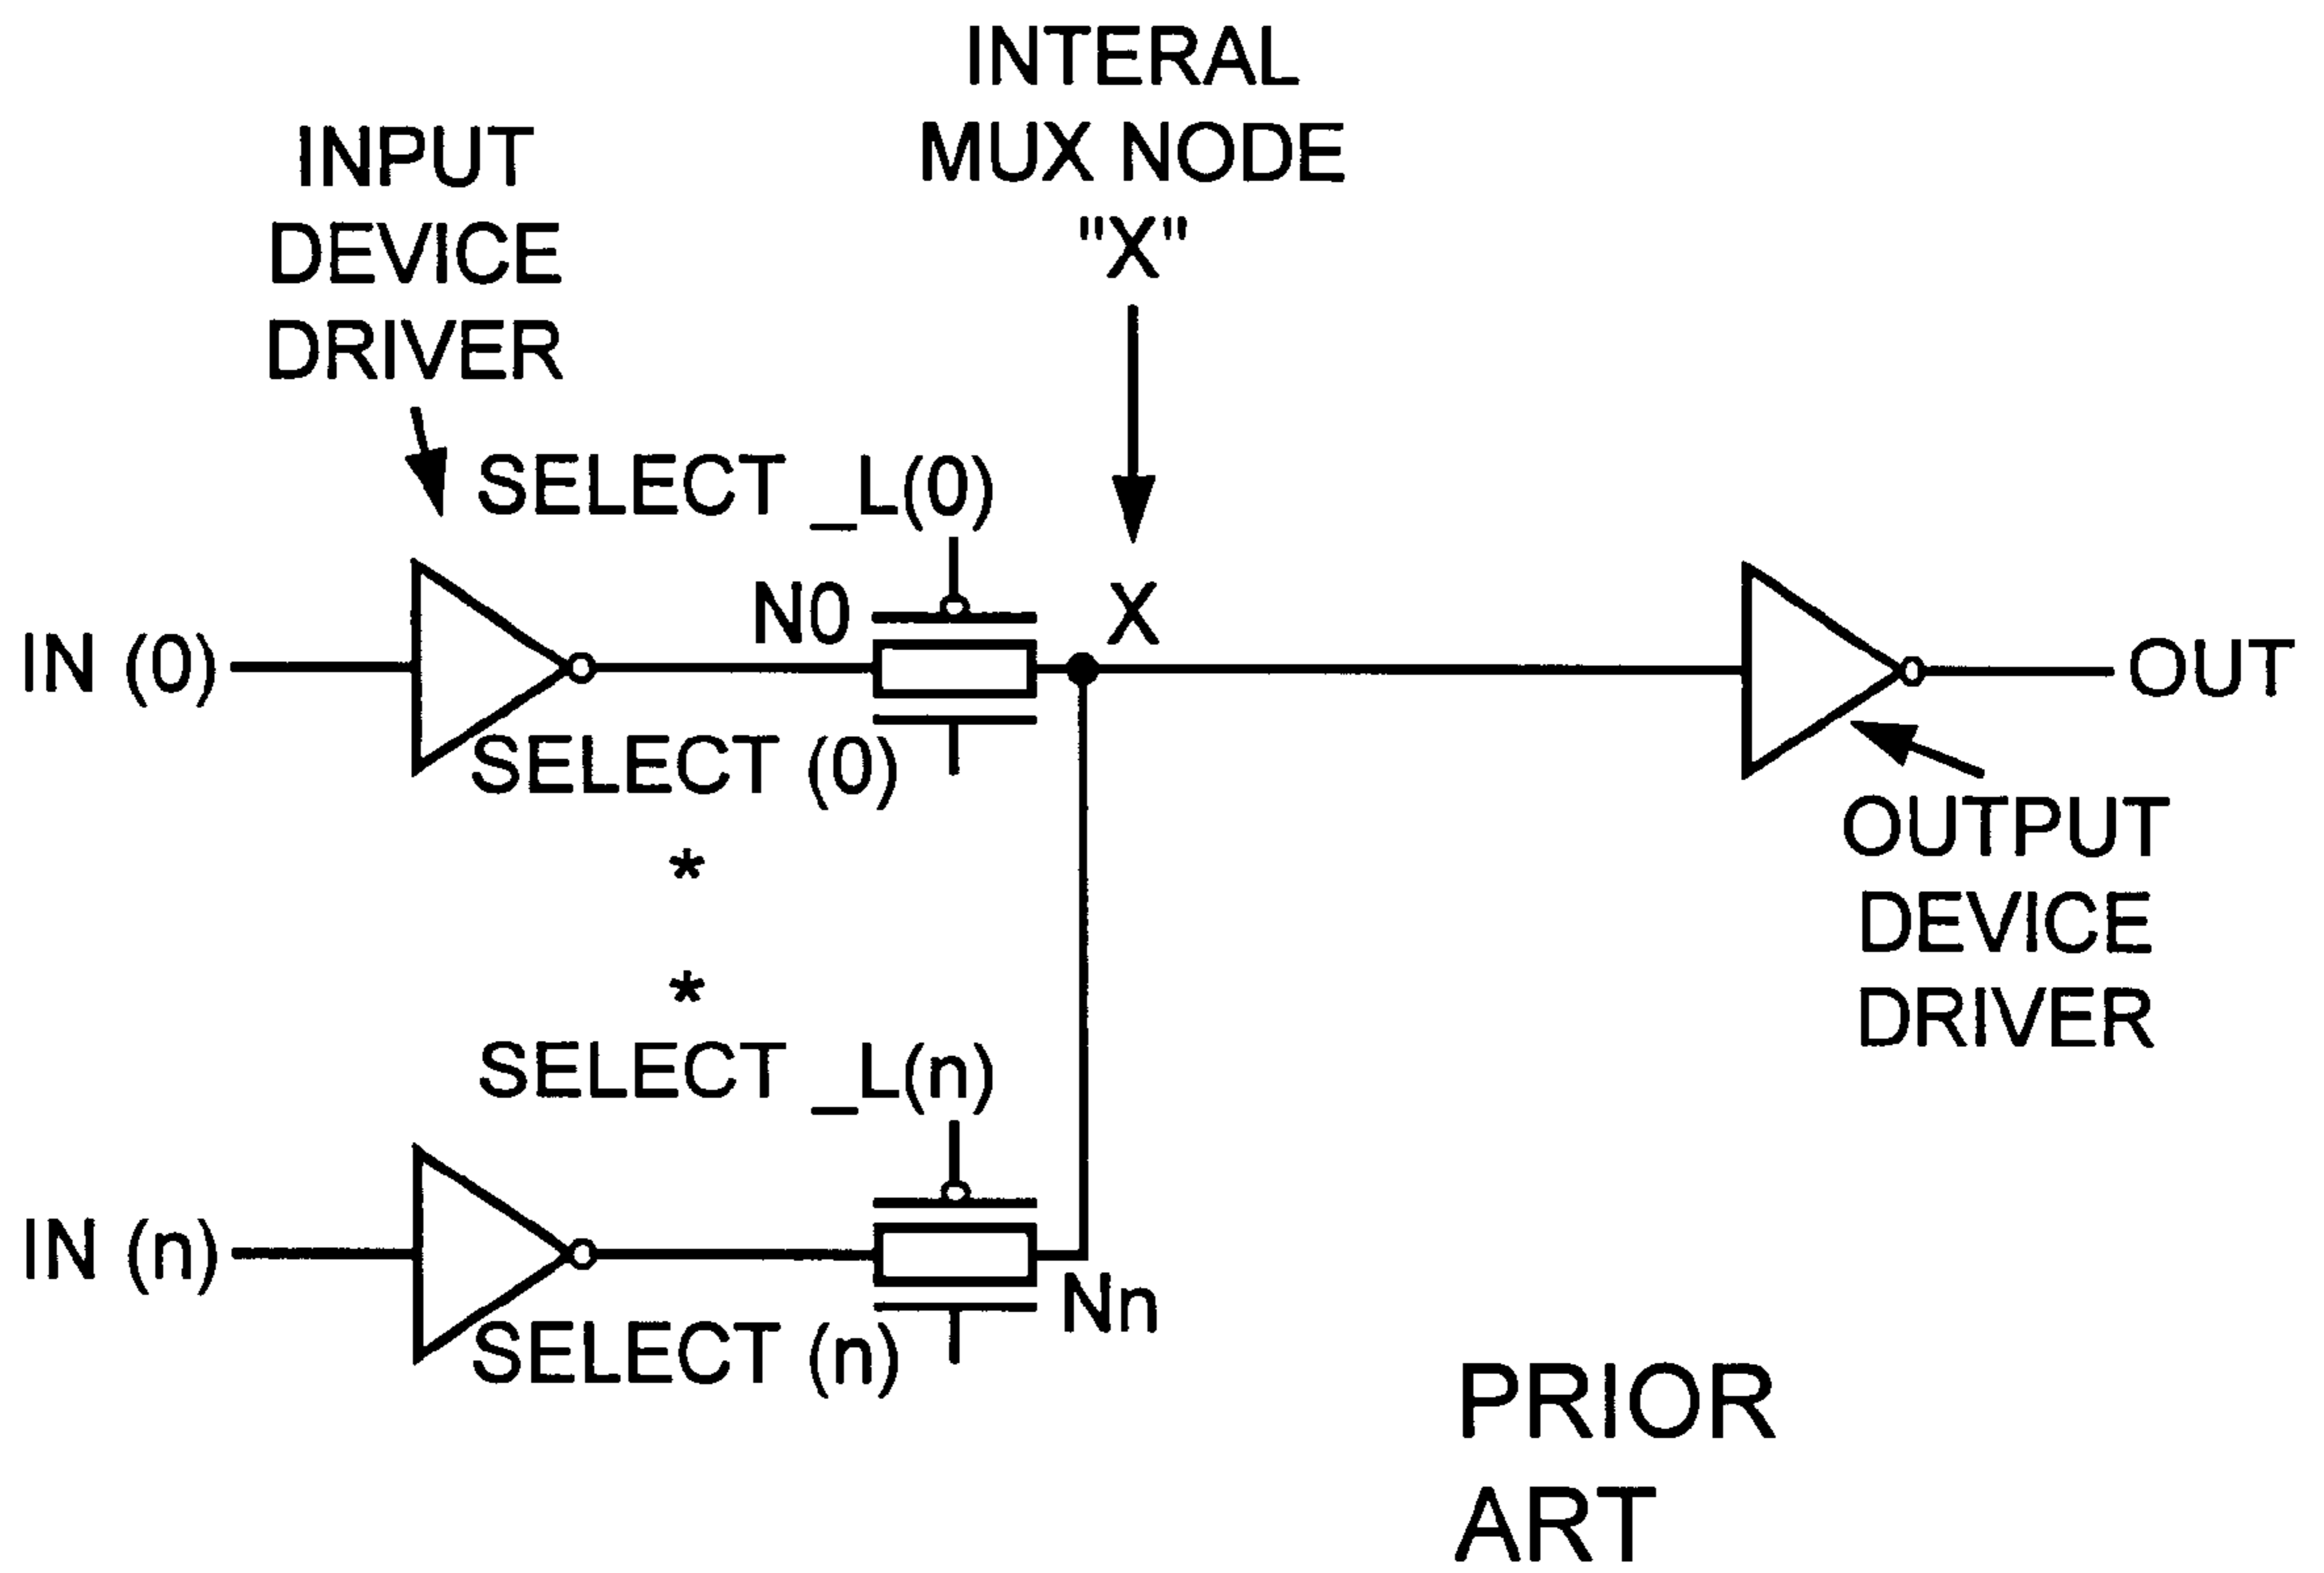 INTERAL
MUX NODE
"X"
INPUT
DEVICE
DRIVER
SELECT _L(0)
N0
X
IN (0)
OUT
SELECT (0)
OUTPUT
DEVICE
DRIVER
*
*
SELECT _L(n)
IN (n)
Nn
SELECT (n)
PRIOR
ART